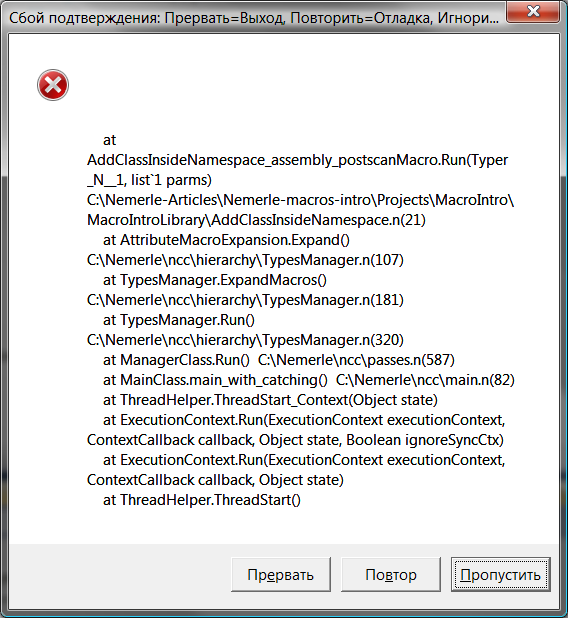 Сбой подтверждения: Прервать=Выход, Повторить=Отладка, Игнори...
at
AddClassInsideNamespace_assembly_postscanMacro.Run(Typer
_N__1, list`1 parms)
C:\Nemerle-Articles\Nemerle-macros-intro\Projects\MacroIntro\
MacroIntroLibrary\AddClassInsideNamespace.n(21)
at AttributeMacroExpansion.Expand()
C:\Nemerle\ncc\hierarchy\TypesManager.n(107)
at TypesManager.ExpandMacros()
C:\Nemerle\ncc\hierarchy\TypesManager.n(181)
at TypesManager.Run()
C:\Nemerle\ncc\hierarchy\TypesManager.n(320)
at ManagerClass.Run()  C:\Nemerle\ncc\passes.n(587)
at MainClass.main_with_catching()  C:\Nemerle\ncc\main.n(82)
at ThreadHelper.ThreadStart_Context(Object state)
at ExecutionContext.Run(ExecutionContext executionContext,
ContextCallback callback, Object state, Boolean ignoreSyncCtx)
at ExecutionContext.Run(ExecutionContext executionContext,
ContextCallback callback, Object state)
at ThreadHelper.ThreadStart()
Прервать Повтор Пропустить